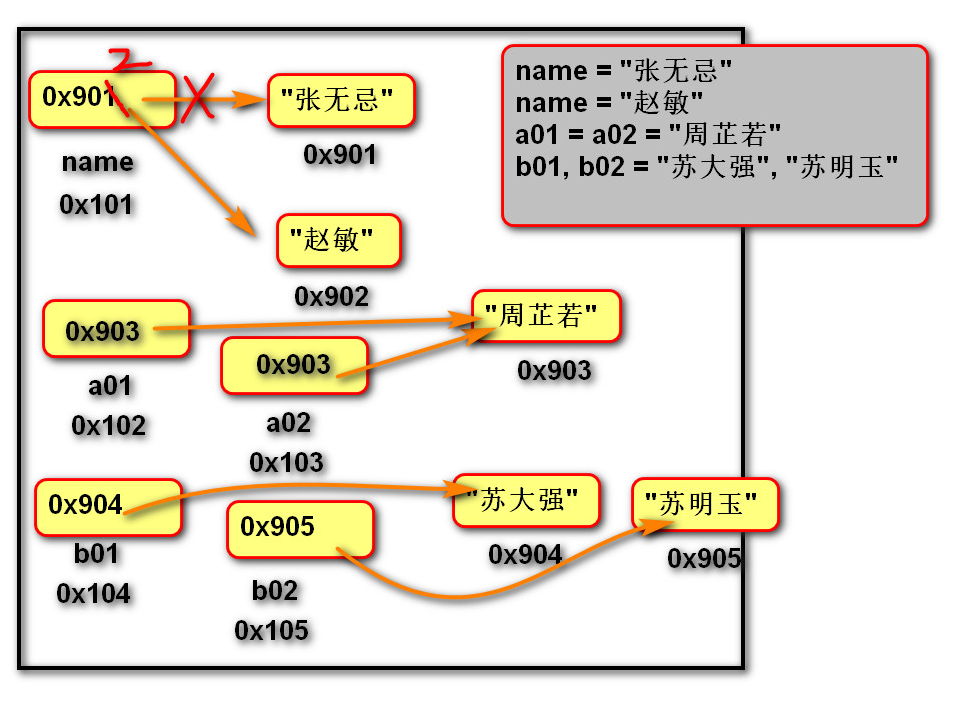 name = "张无忌"
name = "赵敏"
a01 = a02 = "周芷若"
b01, b02 = "苏大强", "苏明玉"
2
0x901
"张无忌"
name
0x901
0x101
"赵敏"
0x902
0x903
"周芷若"
0x903
0x903
a01
0x102
a02
0x103
0x904
"苏大强"
"苏明玉"
0x905
b01
0x904
0x905
0x104
b02
0x105